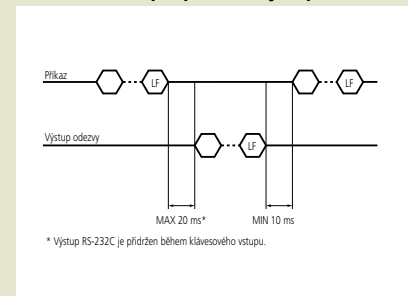 Příkaz
LF
LF
Výstup odezvy
LF
MAX 20 ms*
MIN 10 ms
* Výstup RS-232C je přidržen během klávesového vstupu.